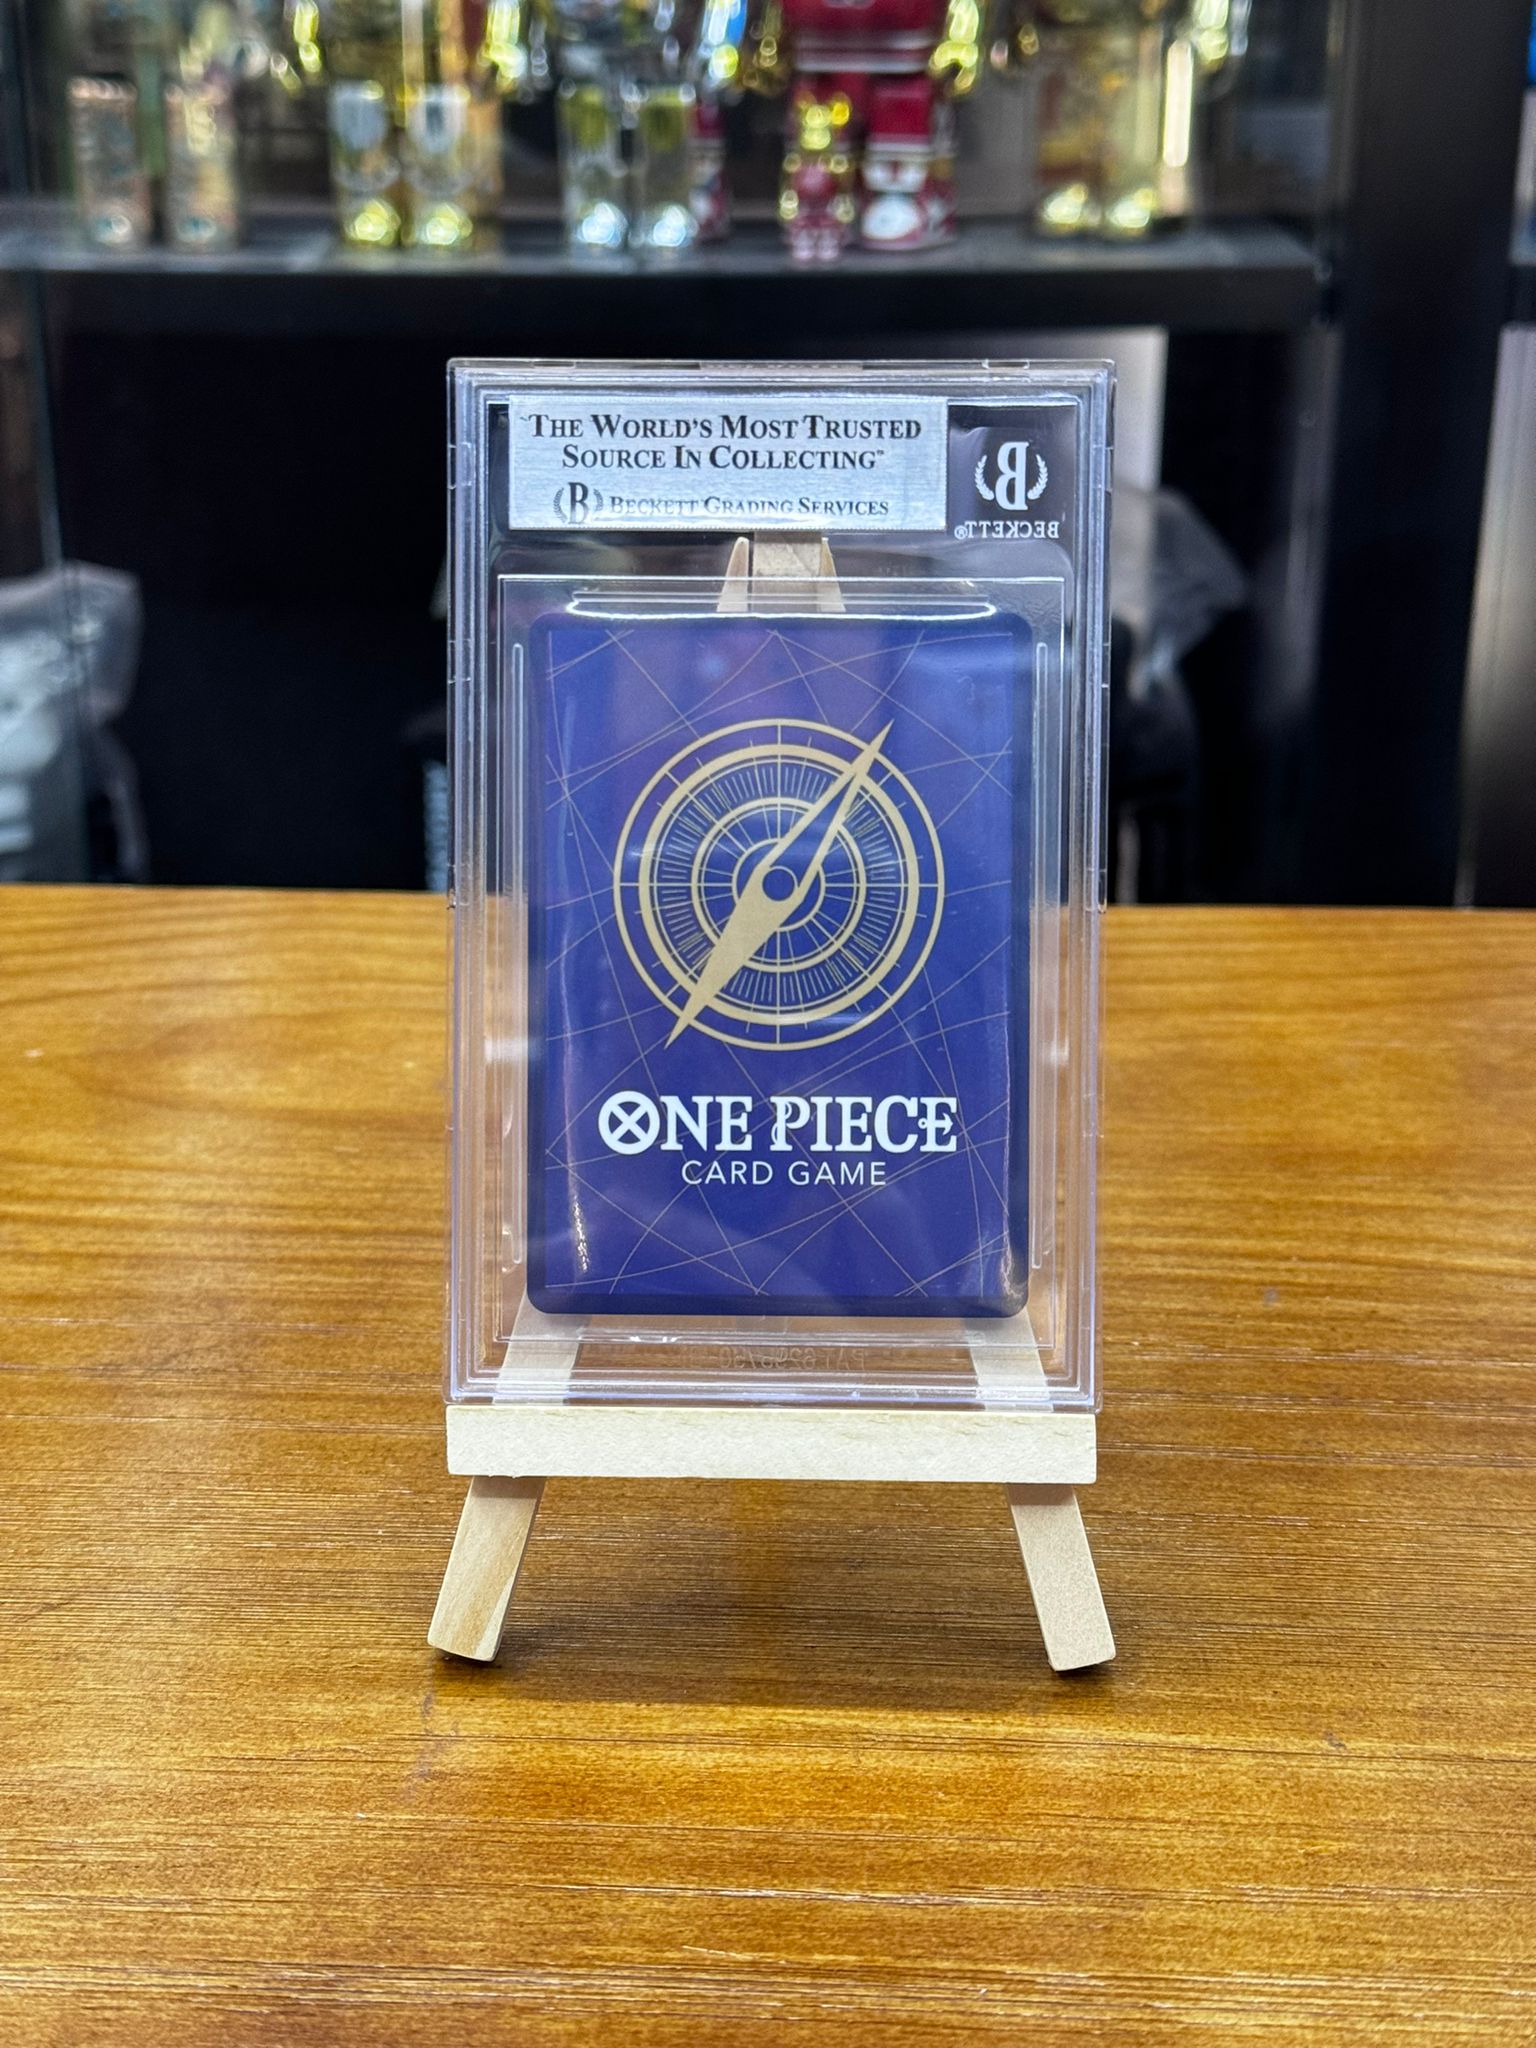 THE WORLD'S MOST TRUSTED
SOURCE IN COLLECTING™
B BECKETT GRADING SERVICES
B
BECKETT®
ONE PIECE
CARD GAME